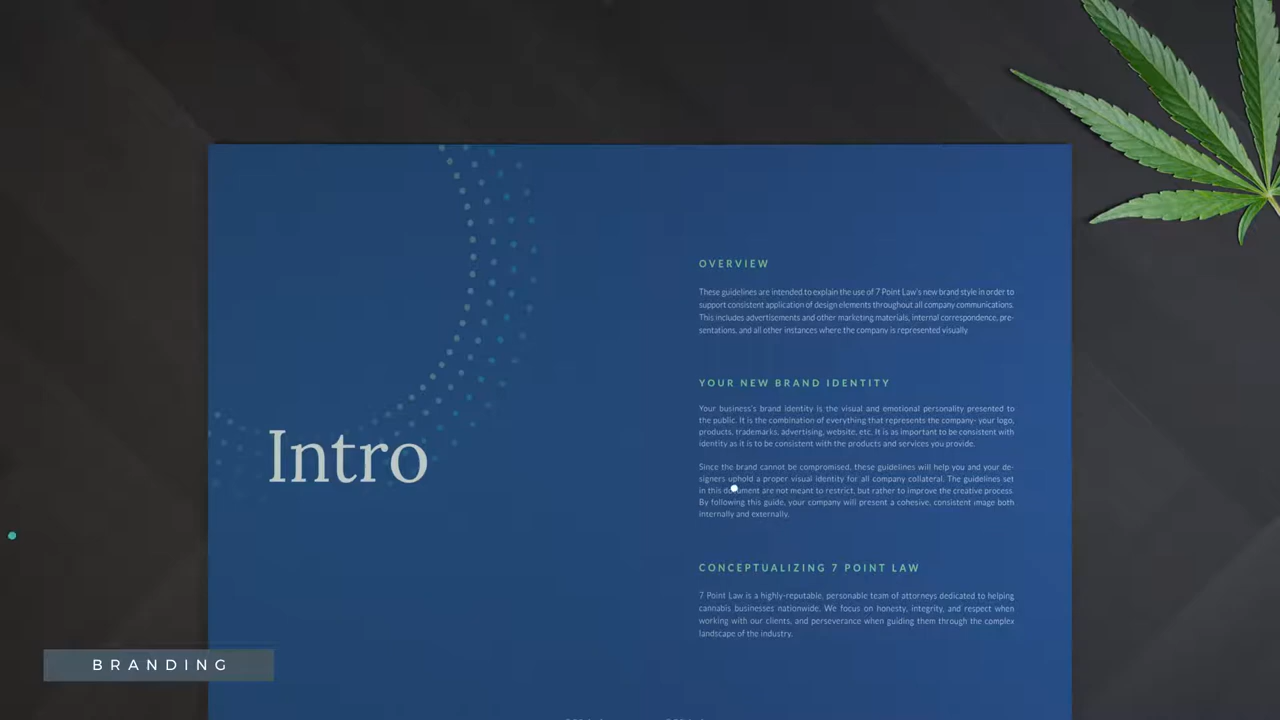 OVERVIEW
These guidelines are intended to explain the use of 7 Point Law's new brand style in order to
support consistent application of design elements throughout all company communications.
This includes advertisements and other marketing materials, internal correspondence, pre-
sentations, and all other instances where the company is represented visually
YOUR NEW BRAND IDENTITY
Your business's brand identity is the visual and emotional personality presented to
the public. It is the combination of everything that represents the company- your logo,
products, trademarks, advertising, website, etc. It is as important to be consistent with
identity as it is to be consistent with the products and services you provide.
Intro
Since the brand cannot be compromised, these guidelines will help you and your de-
signers uphold a proper visual identity for all company collateral. The guidelines set
in this document are not meant to restrict, but rather to improve the creative process.
By following this guide, your company will present a cohesive, consistent image both
internally and externally.
CONCEPTUALIZING 7 POINT LAW
7 Point Law is a highly-reputable, personable team of attorneys dedicated to helping
cannabis businesses nationwide. We focus on honesty, integrity, and respect when
working with our clients, and perseverance when guiding them through the complex
landscape of the industry.
BRANDING